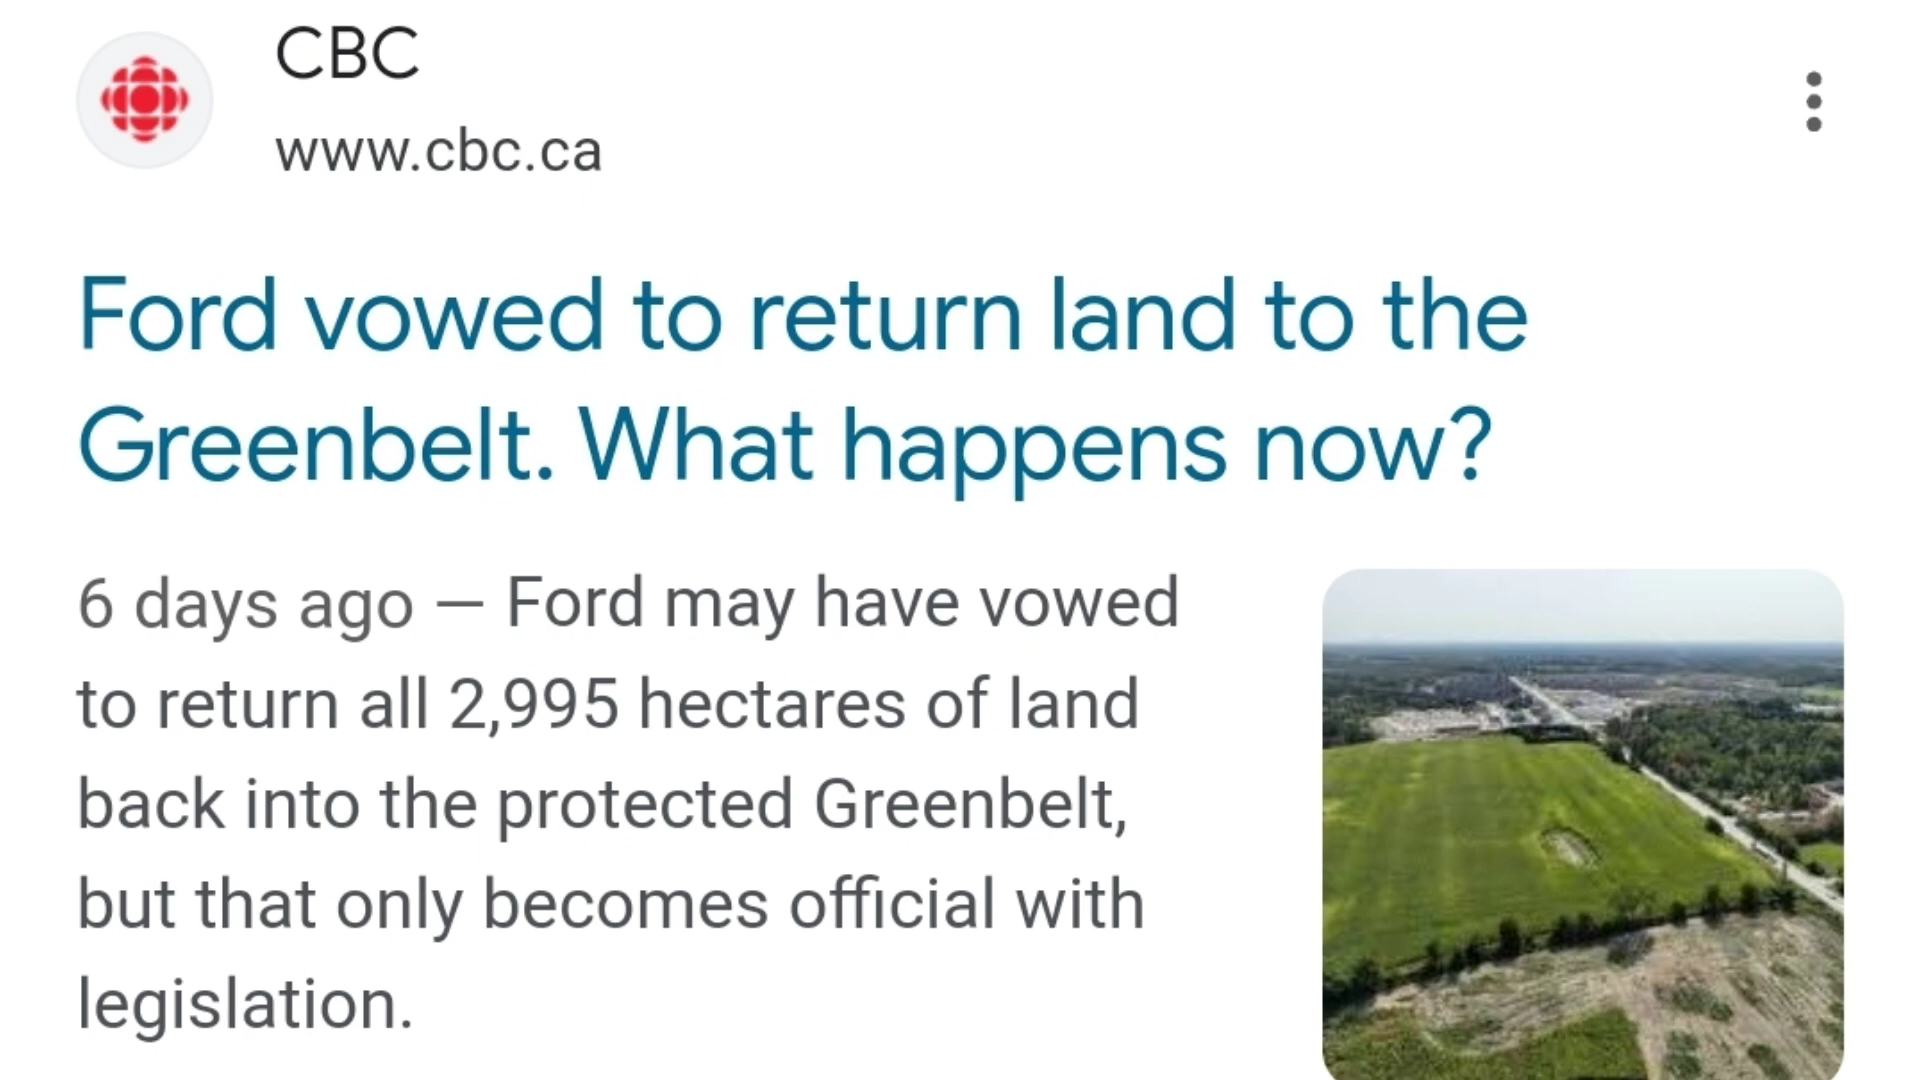 CBC
www.cbc.ca
Ford vowed to return land to the
Greenbelt. What happens now?
6 days ago — Ford may have vowed
to return all 2,995 hectares of land
back into the protected Greenbelt,
but that only becomes official with
legislation.